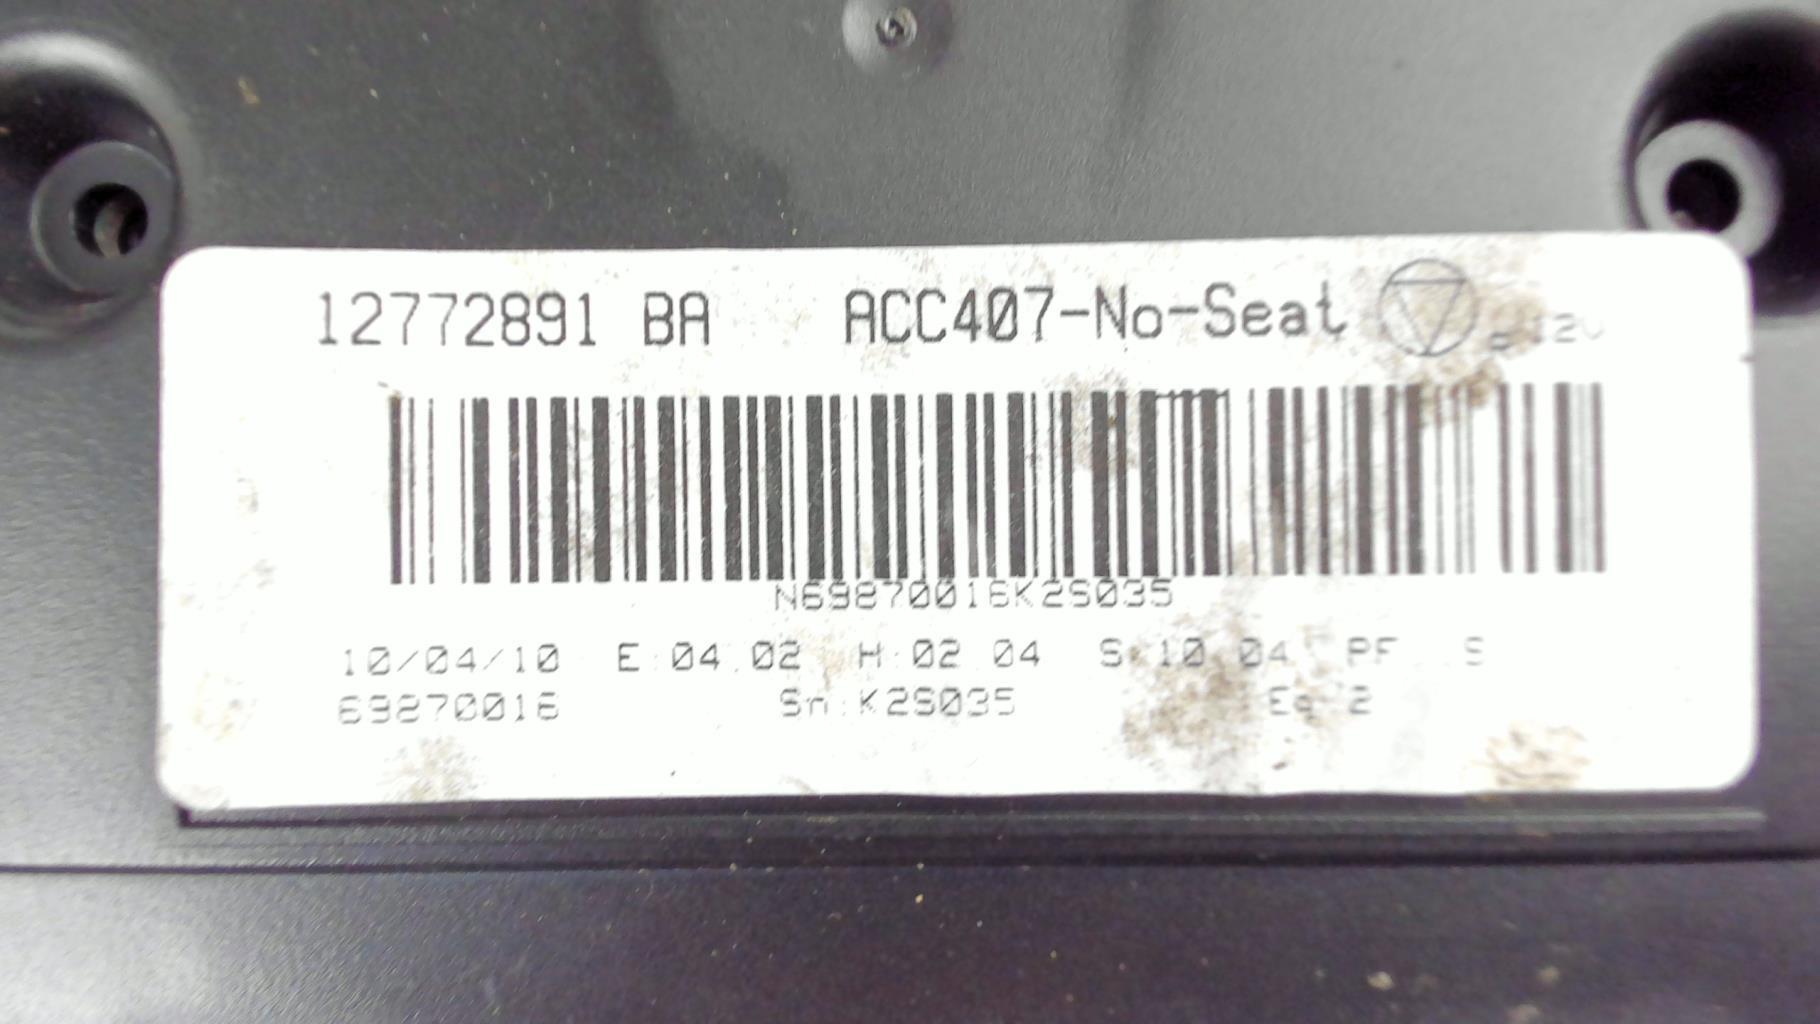 12772891 BA ACC407-No-Seat
N69870016K2S035
10/04/10 E:04.02 H:02.04 S:10.04
69870016 Sn:K2S035 Eq:2